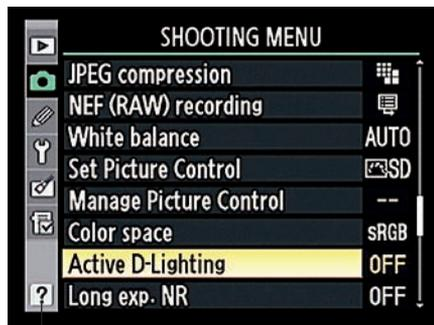 SHOOTING MENU
JPEG compression
NEF (RAW) recording
White balance AUTO
Set Picture Control SD
Manage Picture Control --
Color space sRGB
Active D-Lighting OFF
? Long exp. NR OFF